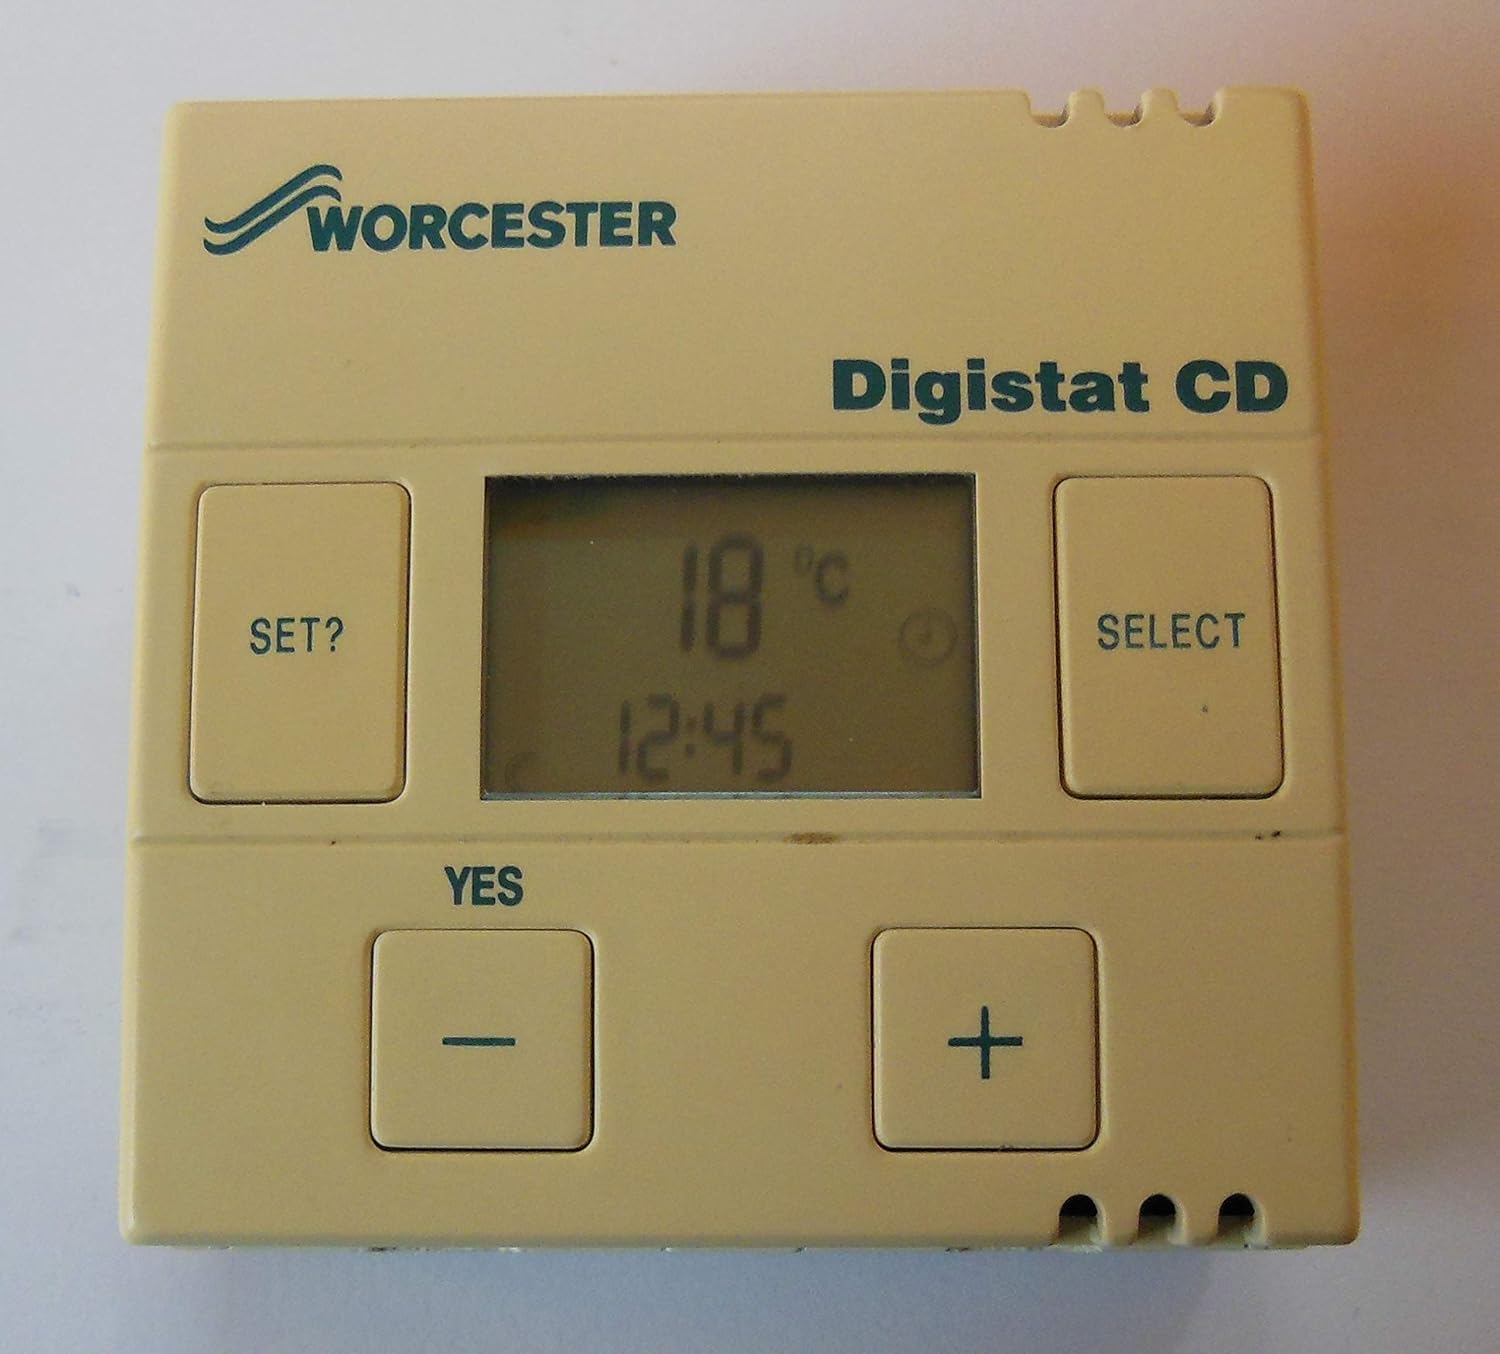 WORCESTER
Digistat CD
SET?
18 °C
SELECT
12:45
YES
−
+